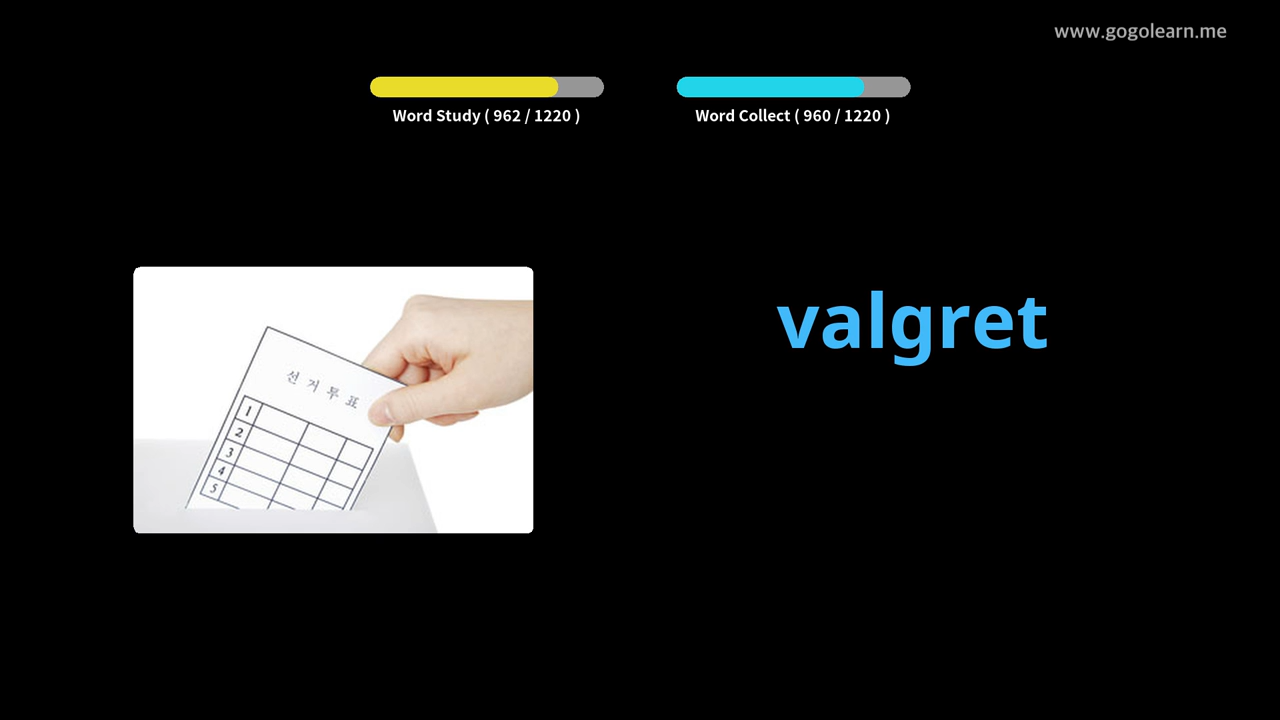 www.gogolearn.me
Word Study ( 962 / 1220 )
Word Collect ( 960 / 1220 )
선거투표
1
2
3
4
5
valgret